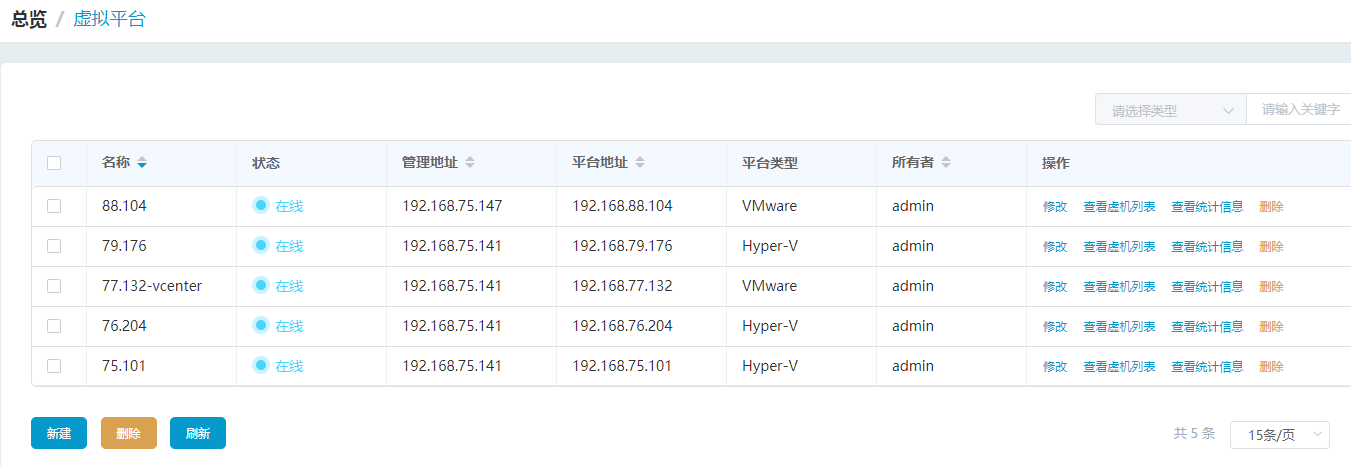 总览 / 虚拟平台
请选择类型 请输入关键字
名称 状态 管理地址 平台地址 平台类型 所有者 操作
88.104 在线 192.168.75.147 192.168.88.104 VMware admin 修改 查看虚机列表 查看统计信息 删除
79.176 在线 192.168.75.141 192.168.79.176 Hyper-V admin 修改 查看虚机列表 查看统计信息 删除
77.132-vcenter 在线 192.168.75.141 192.168.77.132 VMware admin 修改 查看虚机列表 查看统计信息 删除
76.204 在线 192.168.75.141 192.168.76.204 Hyper-V admin 修改 查看虚机列表 查看统计信息 删除
75.101 在线 192.168.75.141 192.168.75.101 Hyper-V admin 修改 查看虚机列表 查看统计信息 删除
新建 删除 刷新 共 5 条 15条/页